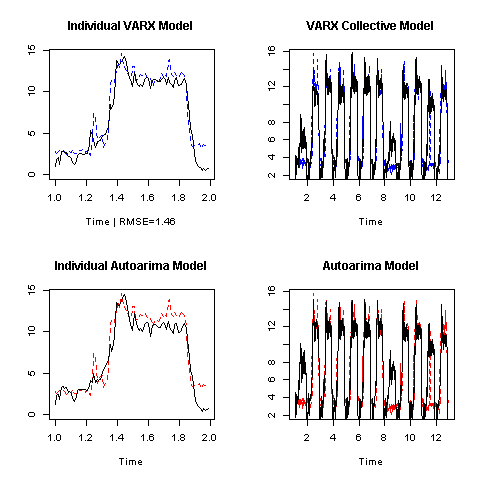 Individual VARX Model
VARX Collective Model
15
10
5
0
1.0 1.2 1.4 1.6 1.8 2.0
Time | RMSE=1.46
16
12
8
6
4
2
2 4 6 8 10 12
Time
Individual Autoarima Model
Autoarima Model
15
10
5
0
1.0 1.2 1.4 1.6 1.8 2.0
Time
16
12
8
6
4
2
2 4 6 8 10 12
Time